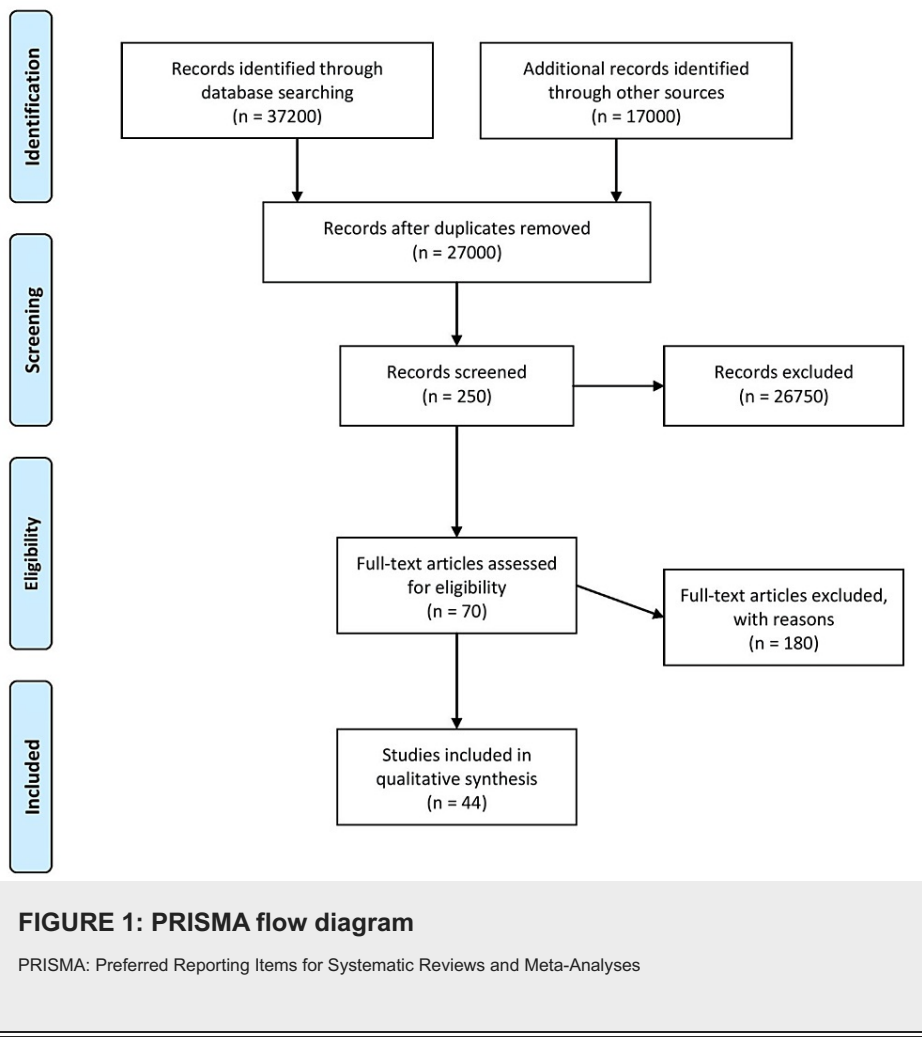 Identification
Records identified through
database searching
(n = 37200)
Additional records identified
through other sources
(n = 17000)
Records after duplicates removed
(n = 27000)
Screening
Records screened
(n = 250)
Records excluded
(n = 26750)
Eligibility
Full-text articles assessed
for eligibility
(n = 70)
Full-text articles excluded,
with reasons
(n = 180)
Included
Studies included in
qualitative synthesis
(n = 44)
FIGURE 1: PRISMA flow diagram
PRISMA: Preferred Reporting Items for Systematic Reviews and Meta-Analyses